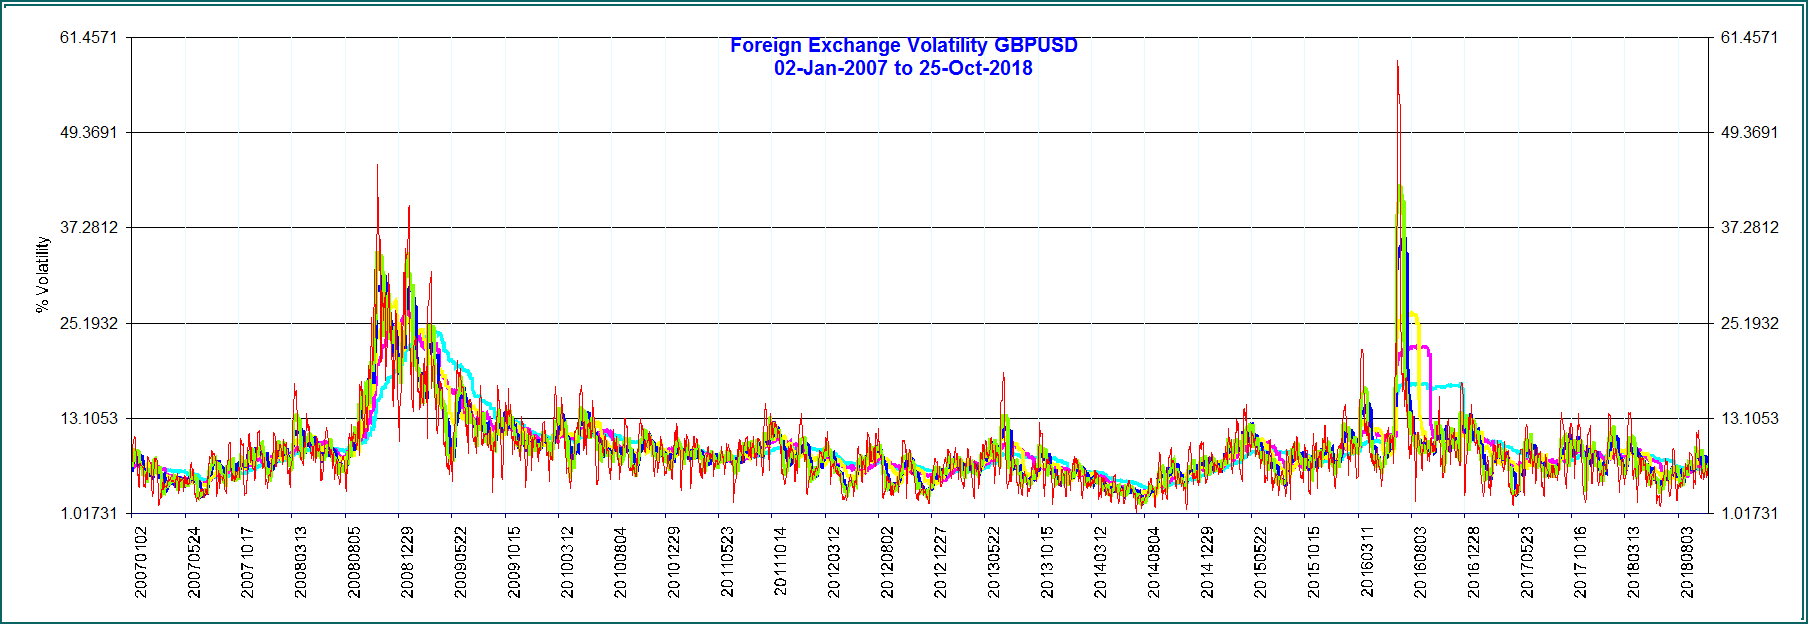 Foreign Exchange Volatility GBPUSD
02-Jan-2007 to 25-Oct-2018
% Volatility
61.4571 61.4571
49.3691 49.3691
37.2812 37.2812
25.1932 25.1932
13.1053 13.1053
1.01731 1.01731
20070102 20070524 20071017 20080313 20080805 20081229 20090522 20091015 20100312 20100804 20101229 20110523 20111014 20120312 20120802 20121227 20130522 20131015 20140312 20140804 20141229 20150522 20151015 20160311 20160803 20161228 20170523 20171016 20180313 20180803